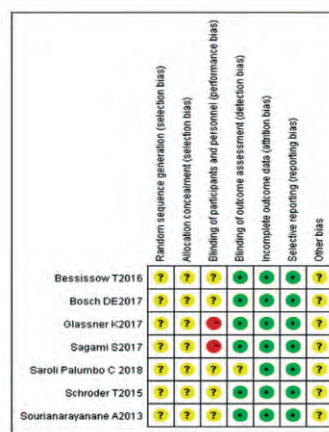 Random sequence generation (selection bias)
Allocation concealment (selection bias)
Blinding of participants and personnel (performance bias)
Blinding of outcome assessment (detection bias)
Incomplete outcome data (attrition bias)
Selective reporting (reporting bias)
Other bias
Bessissow T2016 ? ? ? + + + ?
Bosch DE2017 ? ? ? + + + ?
Glassner K2017 ? ? - + + + ?
Sagami S2017 ? ? - + + + ?
Saroli Palumbo C 2018 ? ? ? ? + + ?
Schroder T2015 ? ? ? + + + ?
Sourianarayanane A2013 ? ? ? + + + ?